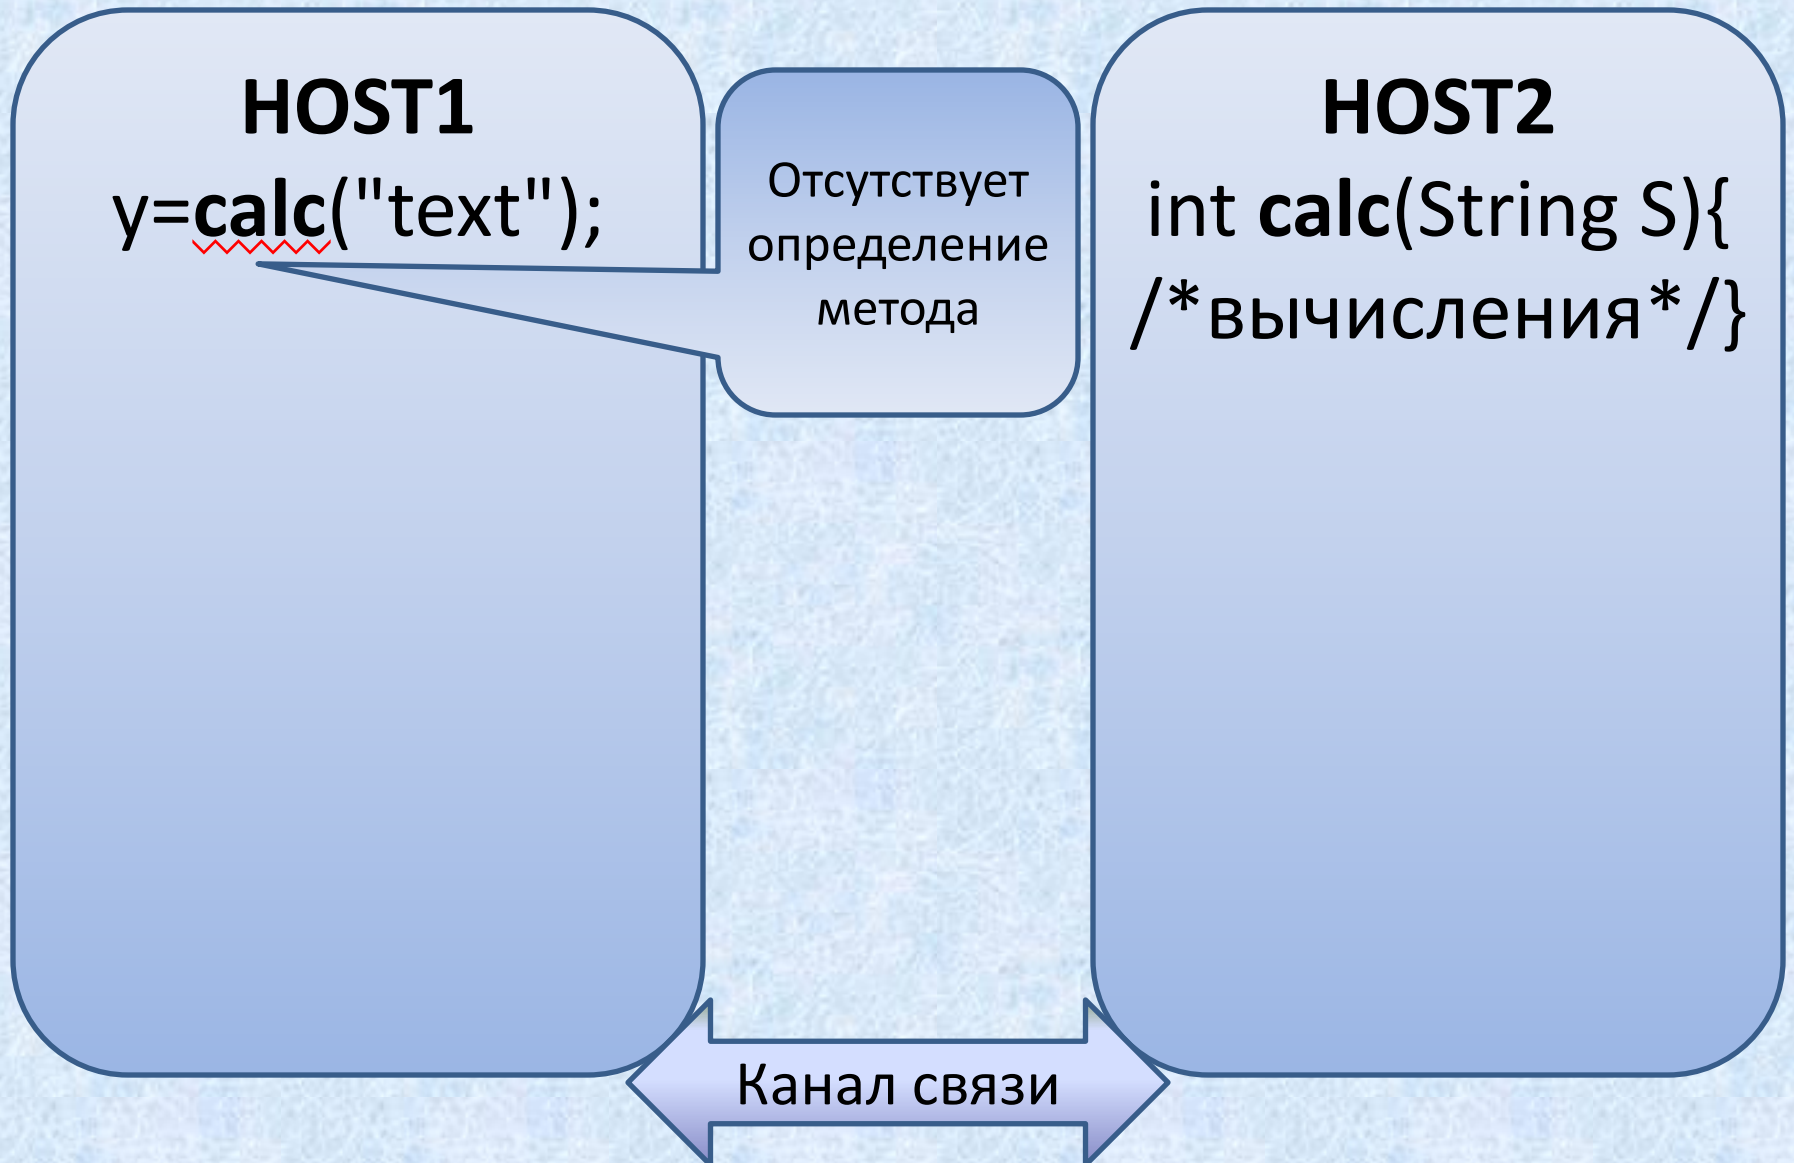 HOST1
y=calc("text");
Отсутствует
определение
метода
HOST2
int calc(String S){
/*вычисления*/}
Канал связи